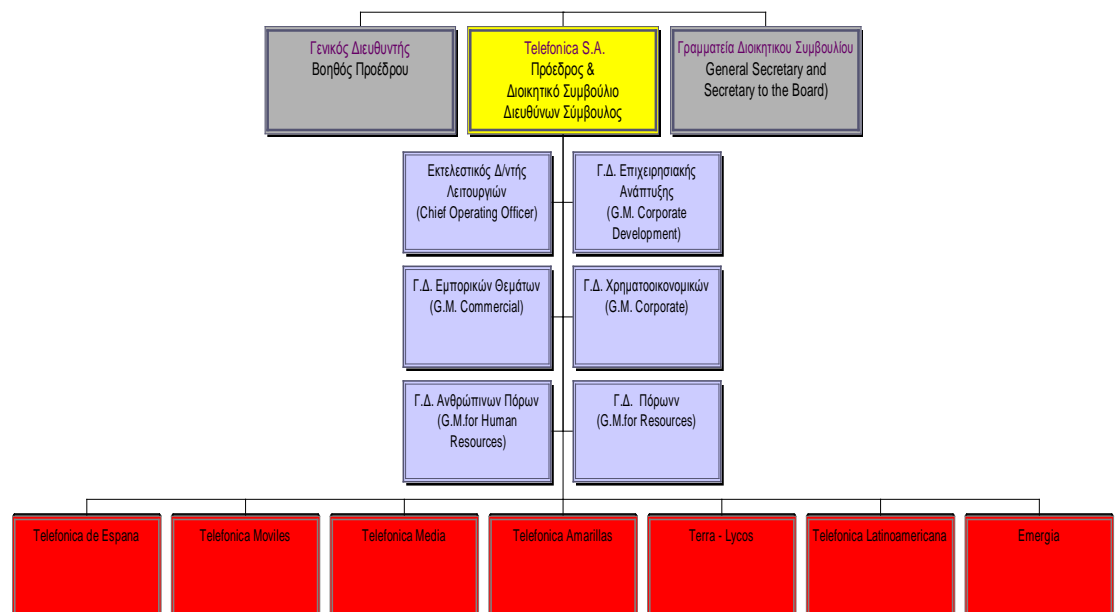 Γενικός Διευθυντής
Βοηθός Προέδρου
Telefonica S.A.
Πρόεδρος &
Διοικητικό Συμβούλιο
Διευθύνων Σύμβουλος
Γραμματεία Διοικητικου Συμβουλίου
General Secretary and
Secretary to the Board)
Εκτελεστικός Δ/ντής
Λειτουργιών
(Chief Operating Officer)
Γ.Δ. Επιχειρησιακής
Ανάπτυξης
(G.M. Corporate
Development)
Γ.Δ. Εμπορικών Θεμάτων
(G.M. Commercial)
Γ.Δ. Χρηματοοικονομικών
(G.M. Corporate)
Γ.Δ. Ανθρώπινων Πόρων
(G.M.for Human
Resources)
Γ.Δ. Πόρωνν
(G.M.for Resources)
Telefonica de Espana
Telefonica Moviles
Telefonica Media
Telefonica Amarillas
Terra - Lycos
Telefonica Latinoamericana
Emergia